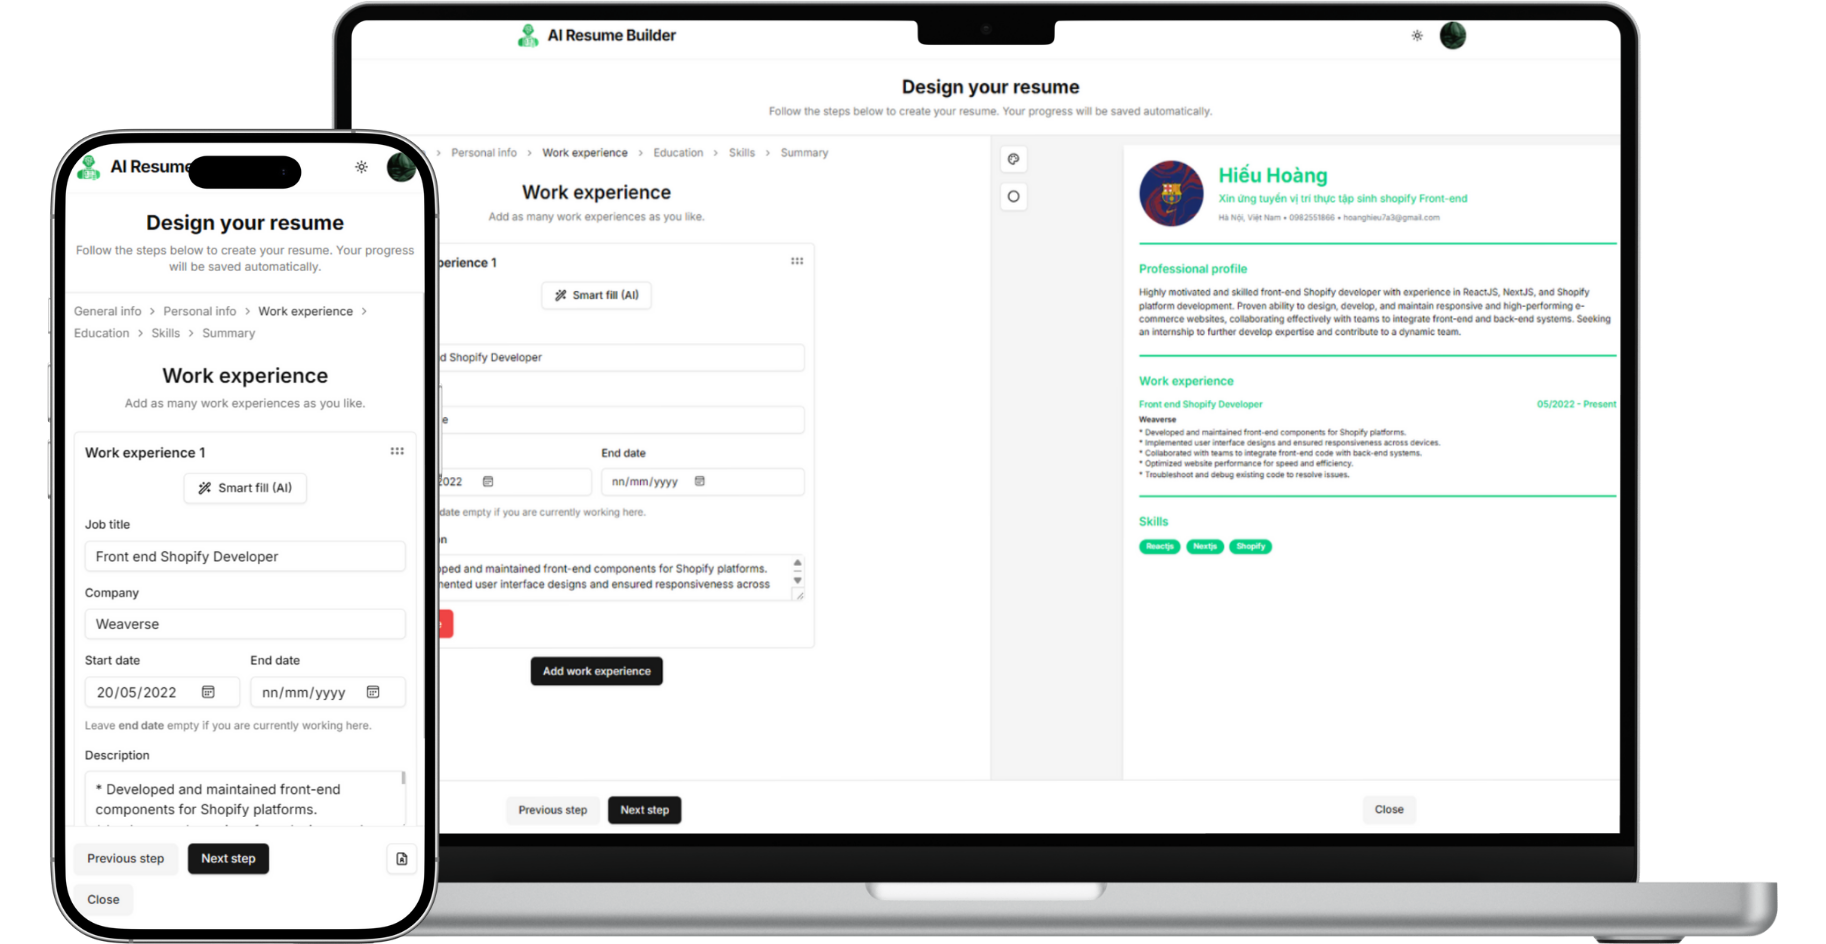 AI Resume
Design your resume
Follow the steps below to create your resume. Your progress
will be saved automatically.
General info > Personal info > Work experience >
Education > Skills > Summary
Work experience
Add as many work experiences as you like.
Work experience 1
Smart fill (AI)
Job title
Front end Shopify Developer
Company
Weaverse
Start date
End date
20/05/2022
nn/mm/yyyy
Leave end date empty if you are currently working here.
Description
* Developed and maintained front-end
components for Shopify platforms.
Previous step
Next step
Close
AI Resume Builder
Design your resume
Follow the steps below to create your resume. Your progress will be saved automatically.
> Personal info > Work experience > Education > Skills > Summary
Work experience
Add as many work experiences as you like.
perience 1
Smart fill (AI)
d Shopify Developer
e
End date
2022
nn/mm/yyyy
date empty if you are currently working here.
n
ped and maintained front-end components for Shopify platforms.
ented user interface designs and ensured responsiveness across
Add work experience
Previous step
Next step
Hiếu Hoàng
Xin ứng tuyển vị trí thực tập sinh shopify Front-end
Hà Nội, Việt Nam • 0982551866 • hoanghieu7a3@gmail.com
Professional profile
Highly motivated and skilled front-end Shopify developer with experience in ReactJS, NextJS, and Shopify
platform development. Proven ability to design, develop, and maintain responsive and high-performing e-
commerce websites, collaborating effectively with teams to integrate front-end and back-end systems. Seeking
an internship to further develop expertise and contribute to a dynamic team.
Work experience
Front end Shopify Developer
05/2022 - Present
Weaverse
* Developed and maintained front-end components for Shopify platforms.
* Implemented user interface designs and ensured responsiveness across devices.
* Collaborated with teams to integrate front-end code with back-end systems.
* Optimized website performance for speed and efficiency.
* Troubleshoot and debug existing code to resolve issues.
Skills
Reactjs
Nextjs
Shopify
Close